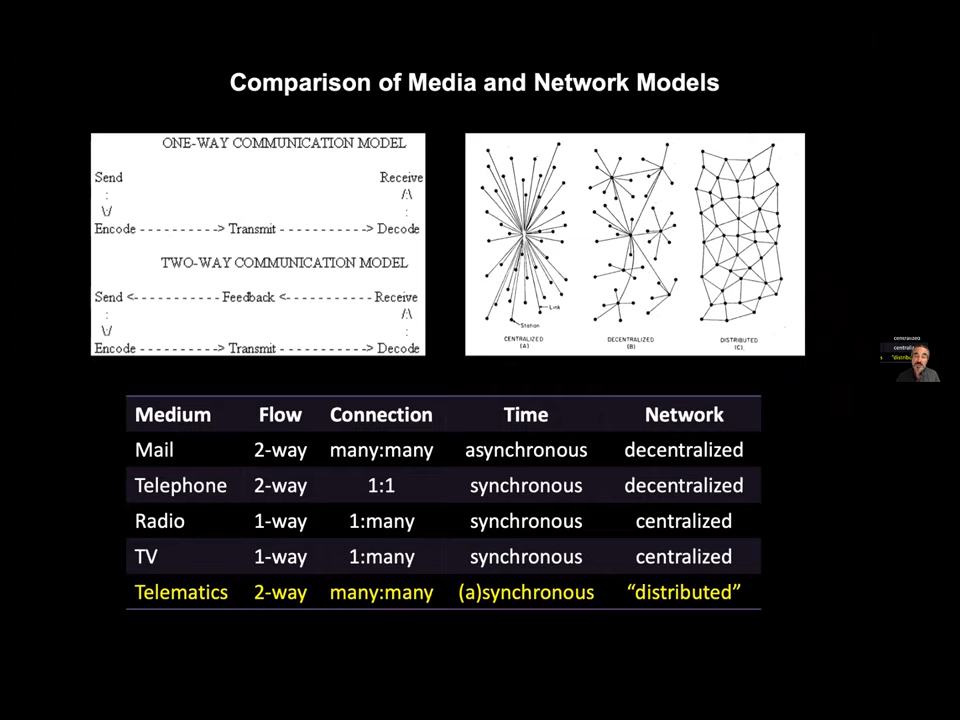 Comparison of Media and Network Models
ONE-WAY COMMUNICATION MODEL
Send Receive
: /:\
\:/ :
Encode - - - - - - - - - -> Transmit - - - - - - - - - - -> Decode
TWO-WAY COMMUNICATION MODEL
Send <- - - - - - - - - - - Feedback <- - - - - - - - - - - Receive
: /:\
\:/ :
Encode - - - - - - - - - -> Transmit - - - - - - - - - - -> Decode
Link
Station
CENTRALIZED
(A)
DECENTRALIZED
(B)
DISTRIBUTED
(C)
Medium Flow Connection Time Network
Mail 2-way many:many asynchronous decentralized
Telephone 2-way 1:1 synchronous decentralized
Radio 1-way 1:many synchronous centralized
TV 1-way 1:many synchronous centralized
Telematics 2-way many:many (a)synchronous “distributed”
centralized